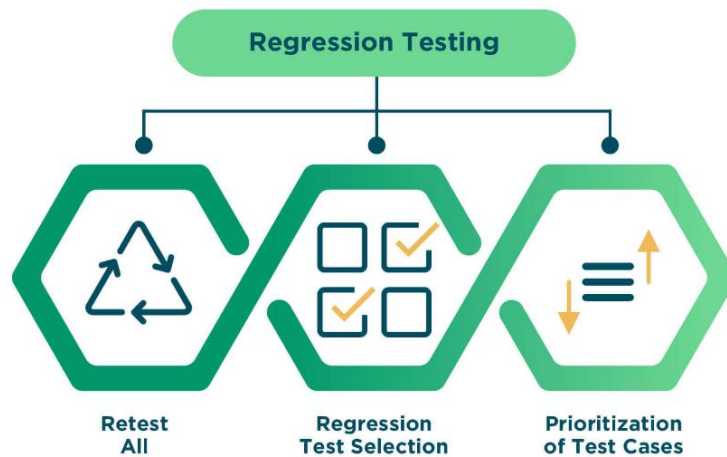 Regression Testing
Retest
All
Regression
Test Selection
Prioritization
of Test Cases